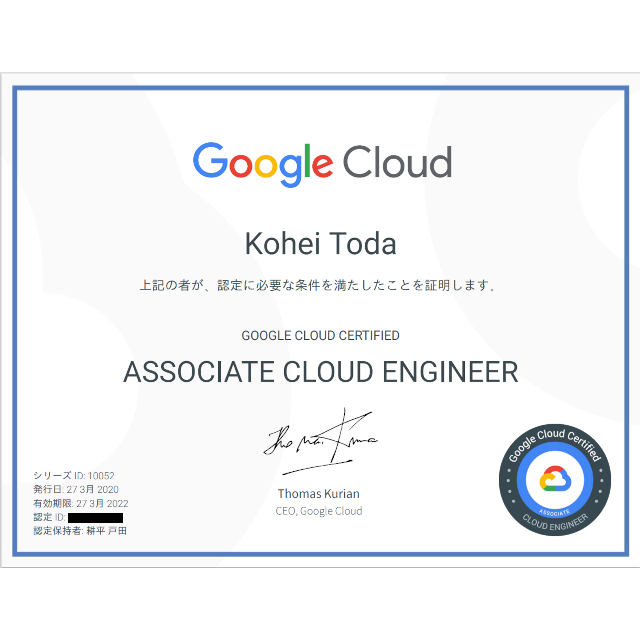 Google Cloud
Kohei Toda
上記の者が、認定に必要な条件を満たしたことを証明します。
GOOGLE CLOUD CERTIFIED
ASSOCIATE CLOUD ENGINEER
Thomas Kurian
CEO, Google Cloud
シリーズ ID: 10052
発行日: 27 3月 2020
有効期限: 27 3月 2022
認定 ID:
認定保持者: 耕平 戸田
Google Cloud Certified
ASSOCIATE
CLOUD ENGINEER